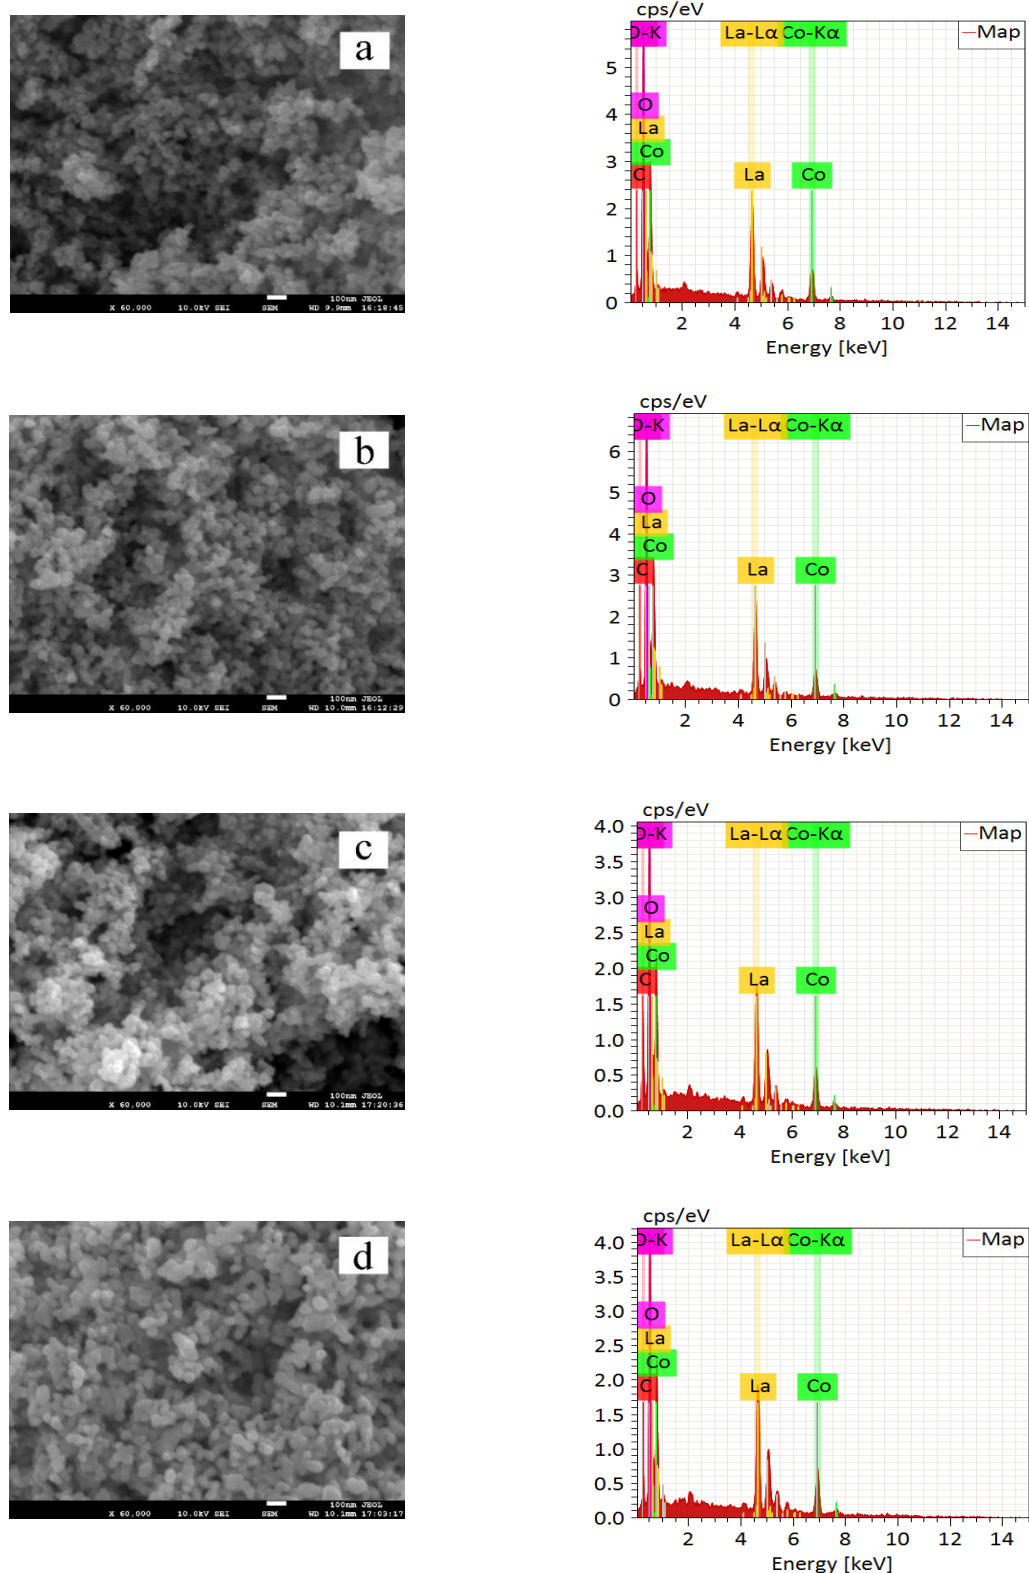 a
X 60,000 10.0kV SEI SEM WD 9.9mm 16:18:45
100nm JEOL
cps/eV
O-K La-Lα Co-Kα Map
5
O
4
La
Co
3
C La Co
2
1
0
2 4 6 8 10 12 14
Energy [keV]
b
X 60,000 10.0kV SEI SEM WD 10.0mm 16:12:29
100nm JEOL
cps/eV
O-K La-Lα Co-Kα Map
6
5
O
La
4
Co
3
C La Co
2
1
0
2 4 6 8 10 12 14
Energy [keV]
c
X 60,000 10.0kV SEI SEM WD 10.1mm 17:20:36
100nm JEOL
cps/eV
4.0
O-K La-Lα Co-Kα Map
3.5
3.0
O
2.5
La
Co
2.0
C La Co
1.5
1.0
0.5
0.0
2 4 6 8 10 12 14
Energy [keV]
d
X 60,000 10.0kV SEI SEM WD 10.1mm 17:03:17
100nm JEOL
cps/eV
4.0
O-K La-Lα Co-Kα Map
3.5
3.0
O
2.5
La
Co
2.0
C La Co
1.5
1.0
0.5
0.0
2 4 6 8 10 12 14
Energy [keV]